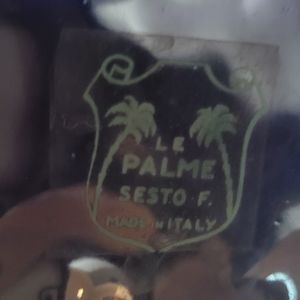 LE
PALME
SESTO F.
MADE IN ITALY